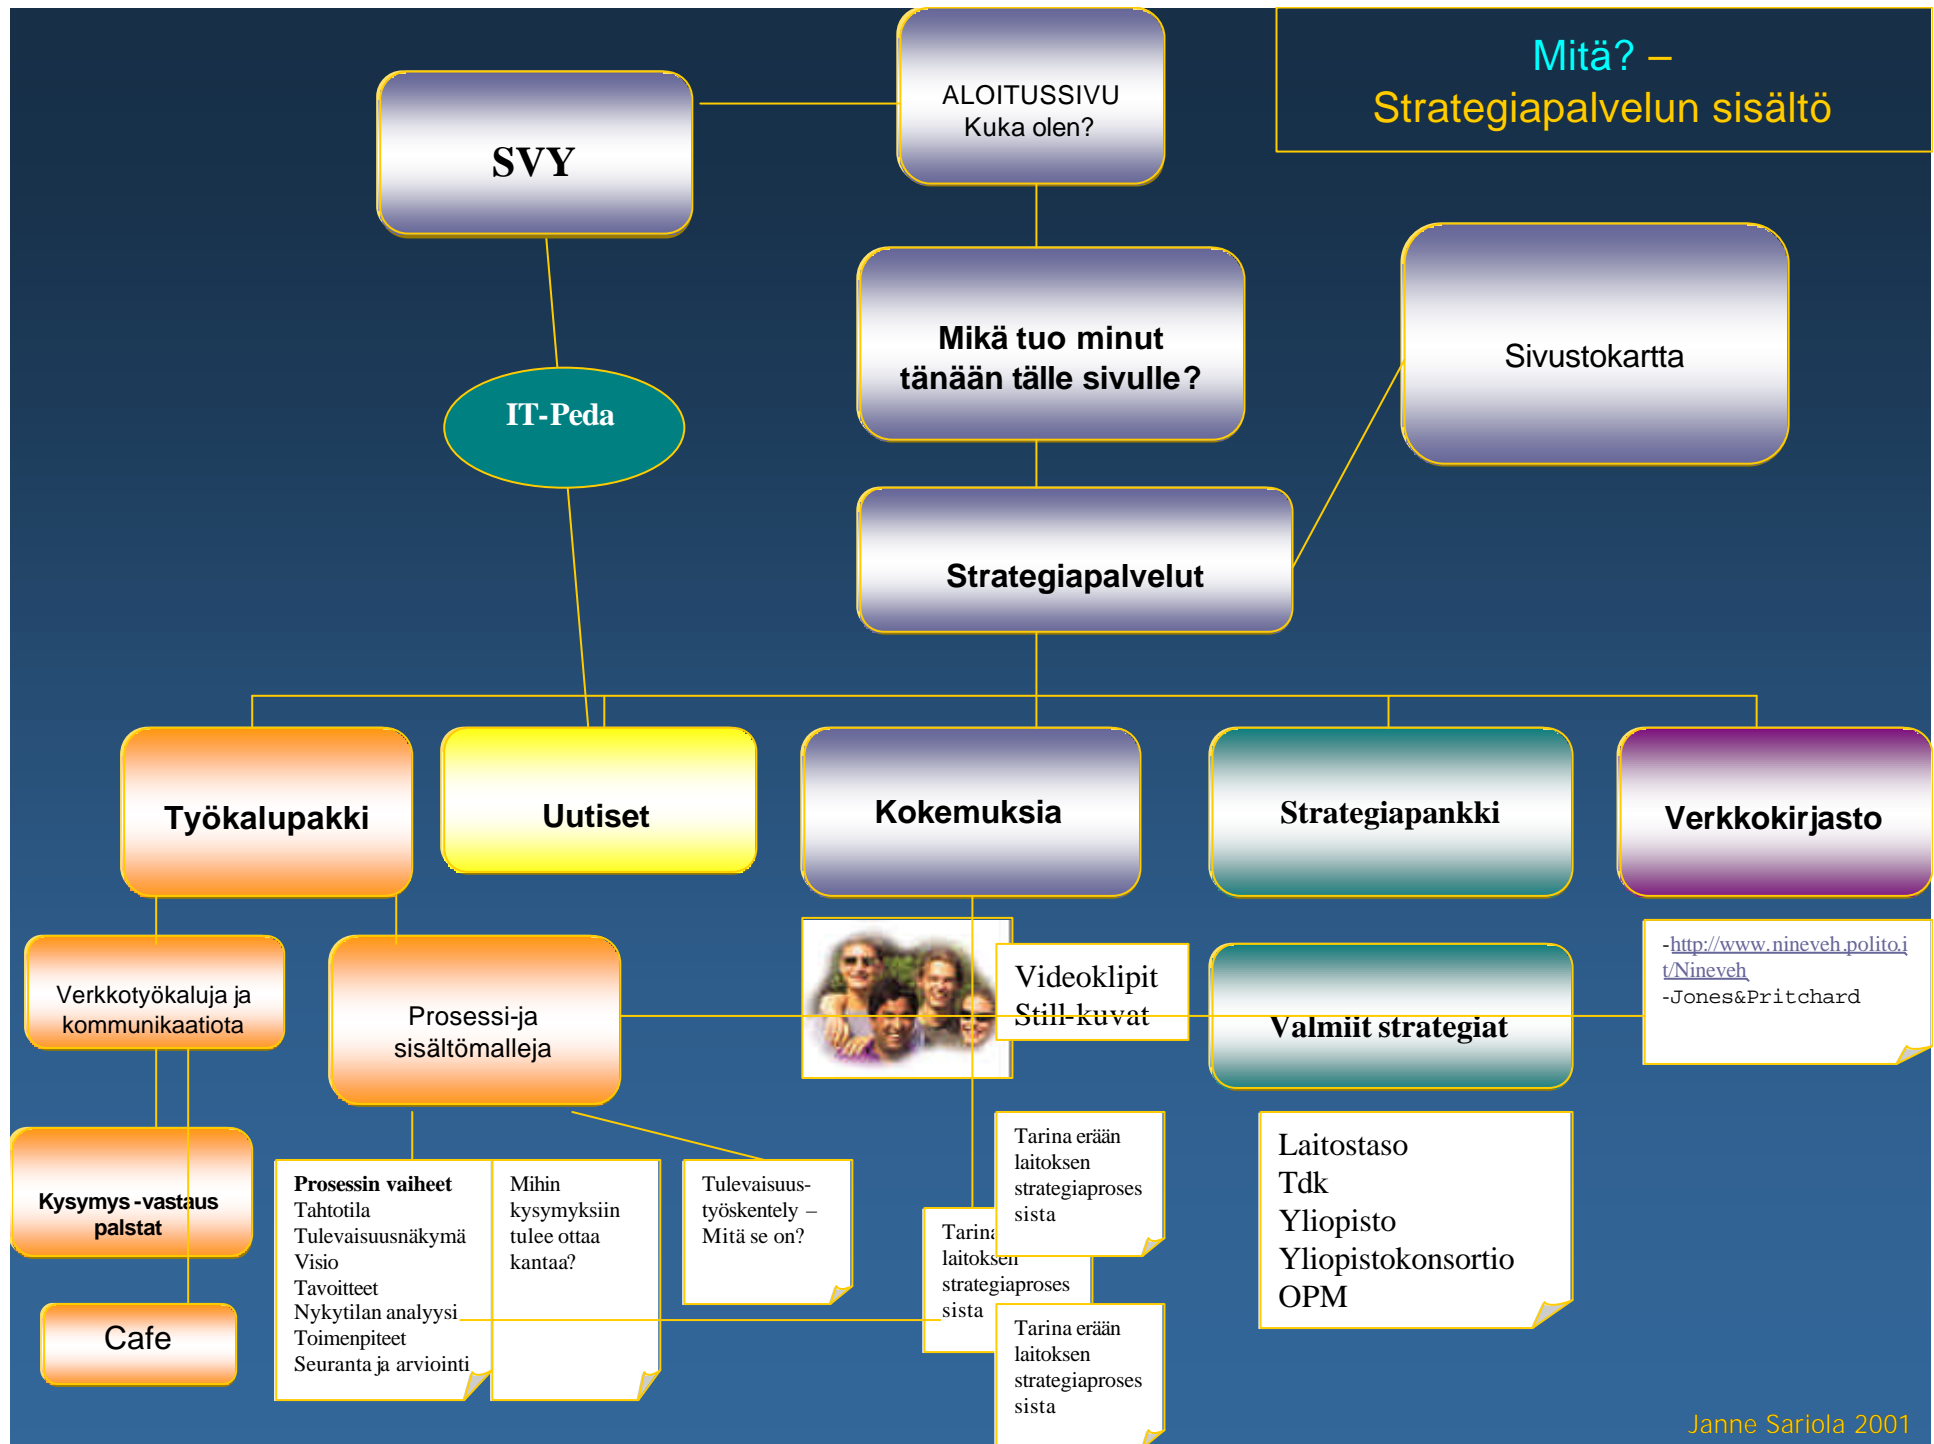 Mitä? –
Strategiapalvelun sisältö
ALOITUSSIVU
Kuka olen?
SVY
Mikä tuo minut
tänään tälle sivulle?
Sivustokartta
IT-Peda
Strategiapalvelut
Työkalupakki
Uutiset
Kokemuksia
Strategiapankki
Verkkokirjasto
Verkkotyökaluja ja
kommunikaatiota
Prosessi-ja
sisältömalleja
Videoklipit
Still-kuvat
Valmiit strategiat
-http://www.nineveh.polito.i
t/Nineveh
-Jones&Pritchard
Kysymys -vastaus
palstat
Cafe
Prosessin vaiheet
Tahtotila
Tulevaisuusnäkymä
Visio
Tavoitteet
Nykytilan analyysi
Toimenpiteet
Seuranta ja arviointi
Mihin
kysymyksiin
tulee ottaa
kantaa?
Tulevaisuus-
työskentely –
Mitä se on?
Tarina
laitoksen
strategiaproses
sista
Tarina erään
laitoksen
strategiaproses
sista
Tarina erään
laitoksen
strategiaproses
sista
Laitostaso
Tdk
Yliopisto
Yliopistokonsortio
OPM
Janne Sariola 2001